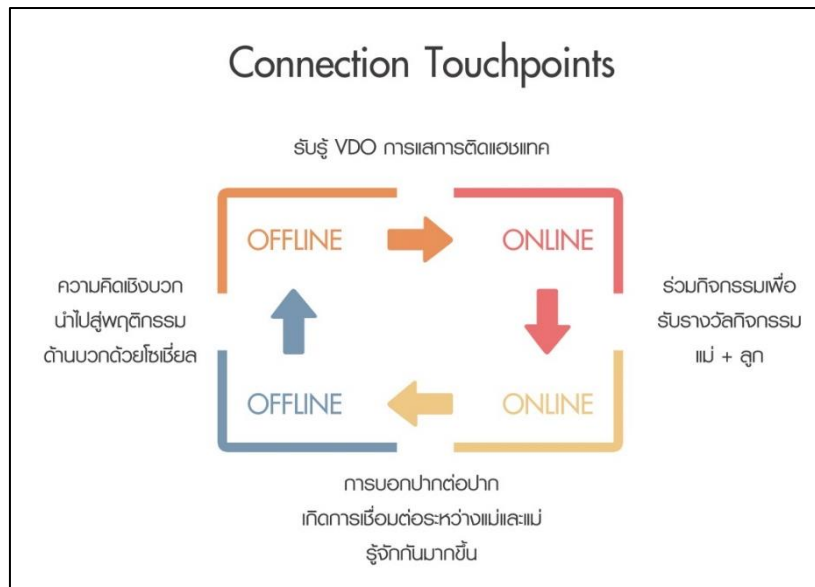 Connection Touchpoints
รับรู้ VDO การแสการติดแฮชแทค
OFFLINE
ONLINE
ความคิดเชิงบวก
นำไปสู่พฤติกรรม
ด้านบวกด้วยโซเชี่ยล
ร่วมกิจกรรมเพื่อ
รับรางวัลกิจกรรม
แม่ + ลูก
OFFLINE
ONLINE
การบอกปากต่อปาก
เกิดการเชื่อมต่อระหว่างแม่และแม่
รู้จักกันมากขึ้น